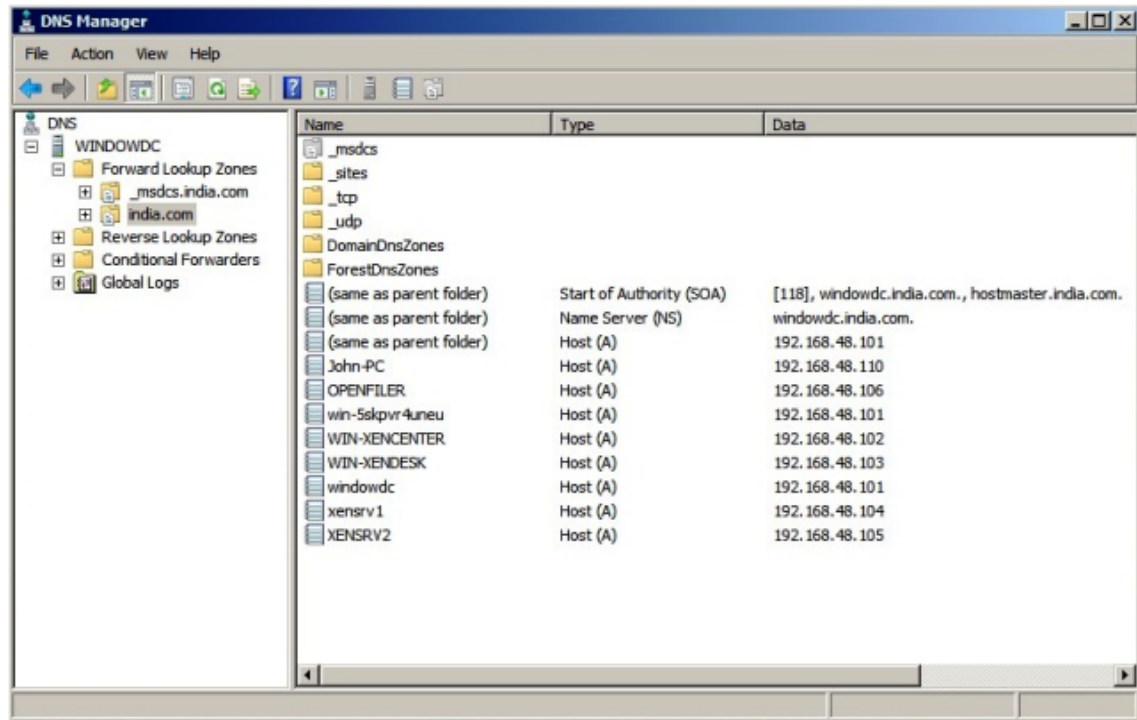 DNS Manager
File Action View Help
DNS
WINDOWDC
Forward Lookup Zones
_msdcs.india.com
india.com
Reverse Lookup Zones
Conditional Forwarders
Global Logs
Name Type Data
_msdcs
_sites
_tcp
_udp
DomainDnsZones
ForestDnsZones
(same as parent folder) Start of Authority (SOA) [118], windowdc.india.com., hostmaster.india.com.
(same as parent folder) Name Server (NS) windowdc.india.com.
(same as parent folder) Host (A) 192.168.48.101
John-PC Host (A) 192.168.48.110
OPENFILER Host (A) 192.168.48.106
win-5skpvr4uneu Host (A) 192.168.48.101
WIN-XENCENTER Host (A) 192.168.48.102
WIN-XENDESK Host (A) 192.168.48.103
windowdc Host (A) 192.168.48.101
xensrv1 Host (A) 192.168.48.104
XENSRV2 Host (A) 192.168.48.105